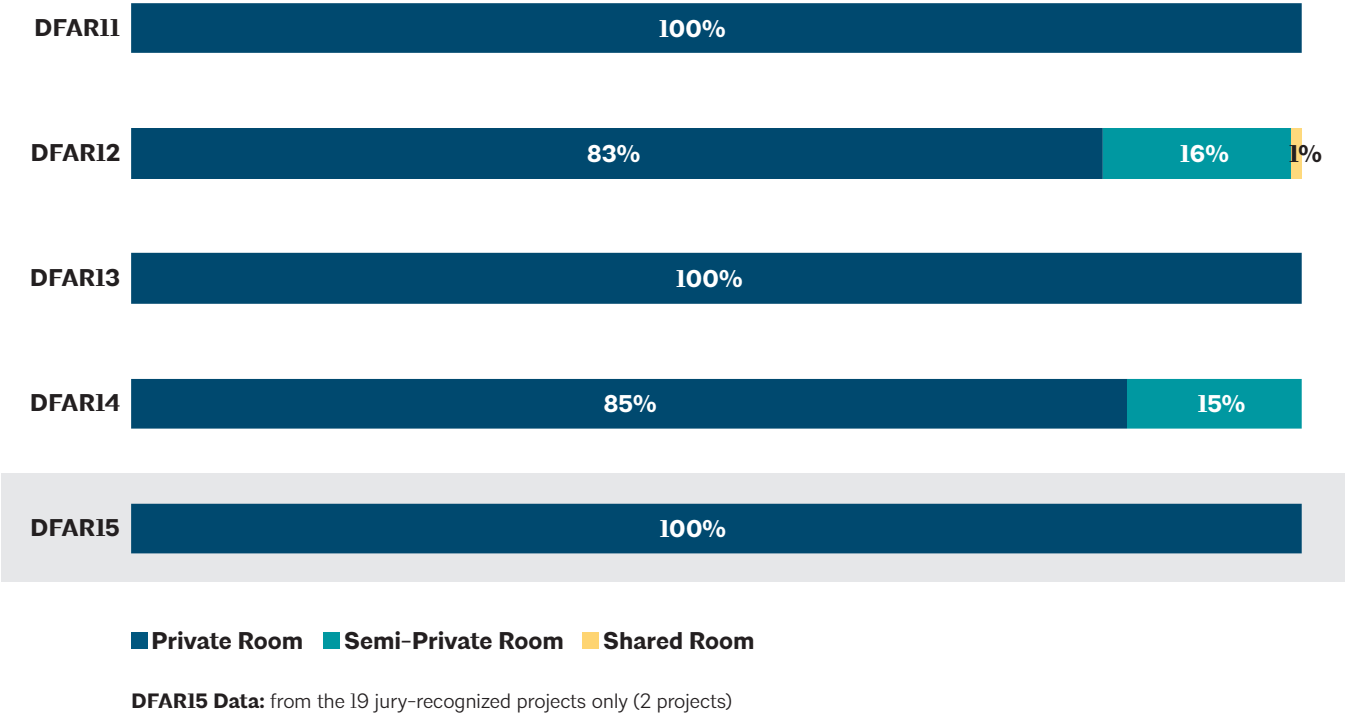 DFAR11 100%
DFAR12 83% 16% 1%
DFAR13 100%
DFAR14 85% 15%
DFAR15 100%
Private Room Semi-Private Room Shared Room
DFAR15 Data: from the 19 jury-recognized projects only (2 projects)